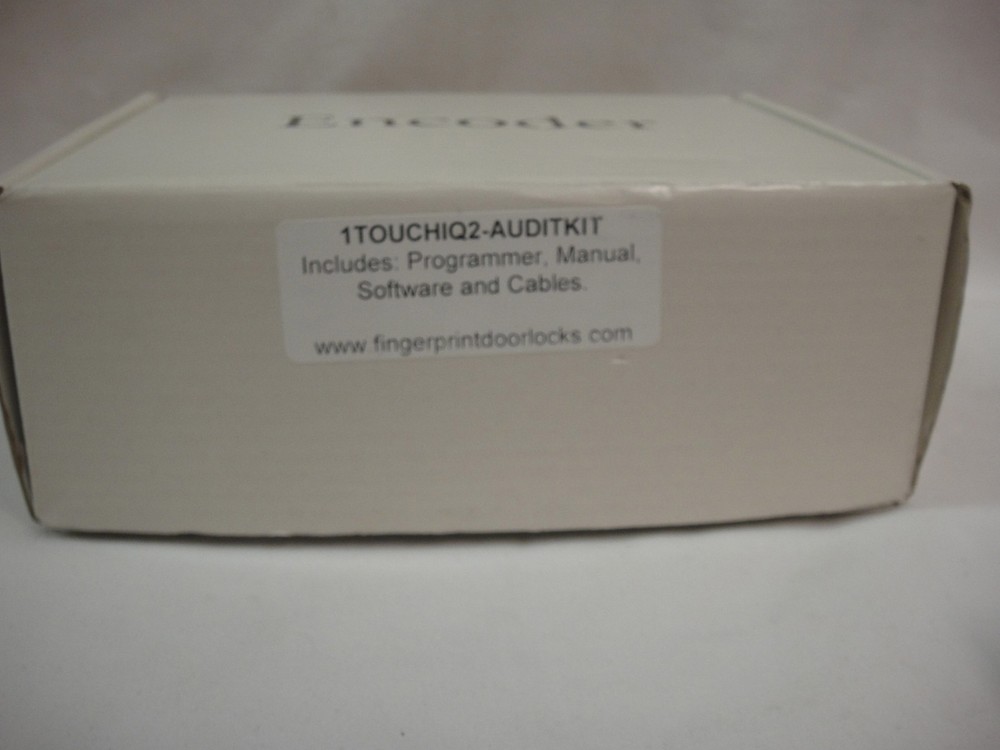 Encoder
1TOUCHIQ2-AUDITKIT
Includes: Programmer, Manual,
Software and Cables.
www.fingerprintdoorlocks.com